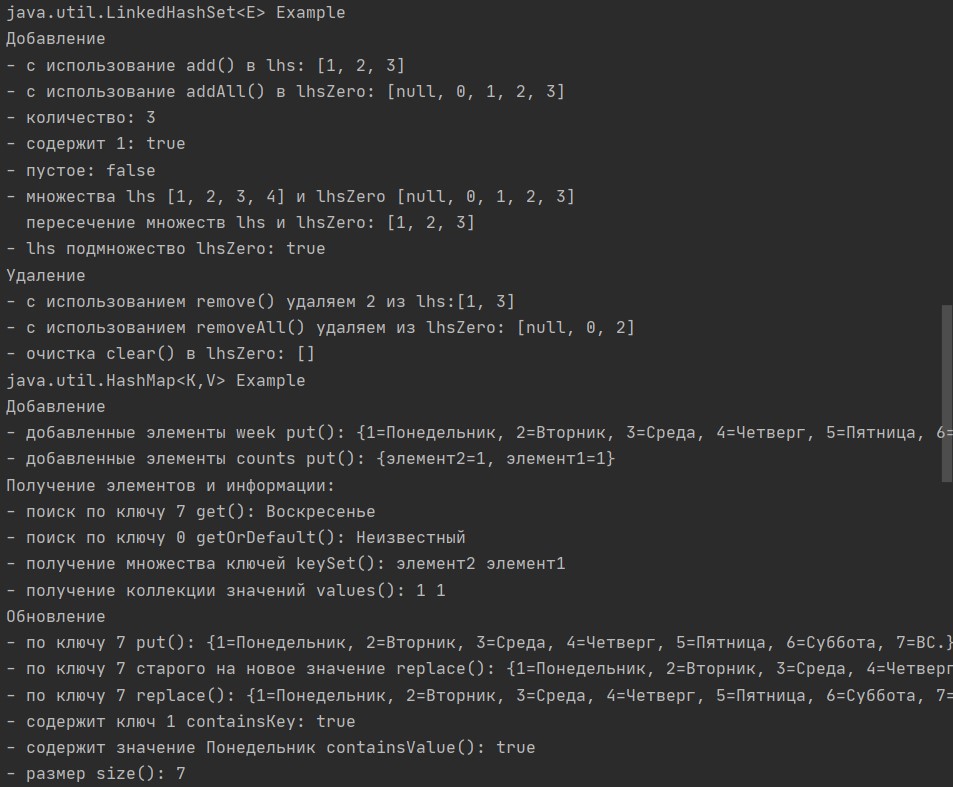 java.util.LinkedHashSet<E> Example
Добавление
- с использование add() в lhs: [1, 2, 3]
- с использование addAll() в lhsZero: [null, 0, 1, 2, 3]
- количество: 3
- содержит 1: true
- пустое: false
- множества lhs [1, 2, 3, 4] и lhsZero [null, 0, 1, 2, 3]
  пересечение множеств lhs и lhsZero: [1, 2, 3]
- lhs подмножество lhsZero: true
Удаление
- с использованием remove() удаляем 2 из lhs:[1, 3]
- с использованием removeAll() удаляем из lhsZero: [null, 0, 2]
- очистка clear() в lhsZero: []
java.util.HashMap<K,V> Example
Добавление
- добавленные элементы week put(): {1=Понедельник, 2=Вторник, 3=Среда, 4=Четверг, 5=Пятница, 6=
- добавленные элементы counts put(): {элемент2=1, элемент1=1}
Получение элементов и информации:
- поиск по ключу 7 get(): Воскресенье
- поиск по ключу 0 getOrDefault(): Неизвестный
- получение множества ключей keySet(): элемент2 элемент1
- получение коллекции значений values(): 1 1
Обновление
- по ключу 7 put(): {1=Понедельник, 2=Вторник, 3=Среда, 4=Четверг, 5=Пятница, 6=Суббота, 7=ВС.}
- по ключу 7 старого на новое значение replace(): {1=Понедельник, 2=Вторник, 3=Среда, 4=Четверг
- по ключу 7 replace(): {1=Понедельник, 2=Вторник, 3=Среда, 4=Четверг, 5=Пятница, 6=Суббота, 7=
- содержит ключ 1 containsKey: true
- содержит значение Понедельник containsValue(): true
- размер size(): 7